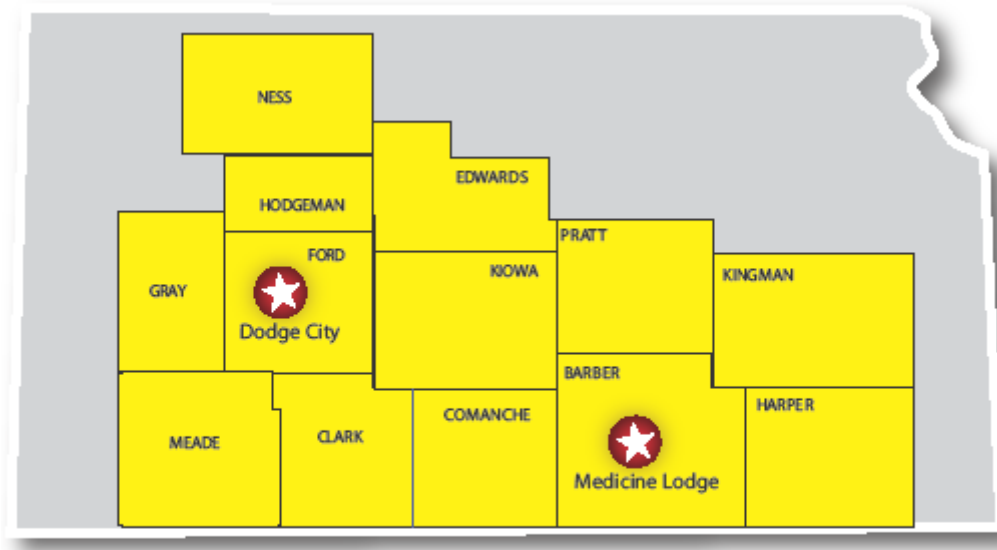 NESS
EDWARDS
HODGEMAN
PRATT
FORD
KIOWA
KINGMAN
GRAY
Dodge City
BARBER
HARPER
COMANCHE
CLARK
MEADE
Medicine Lodge